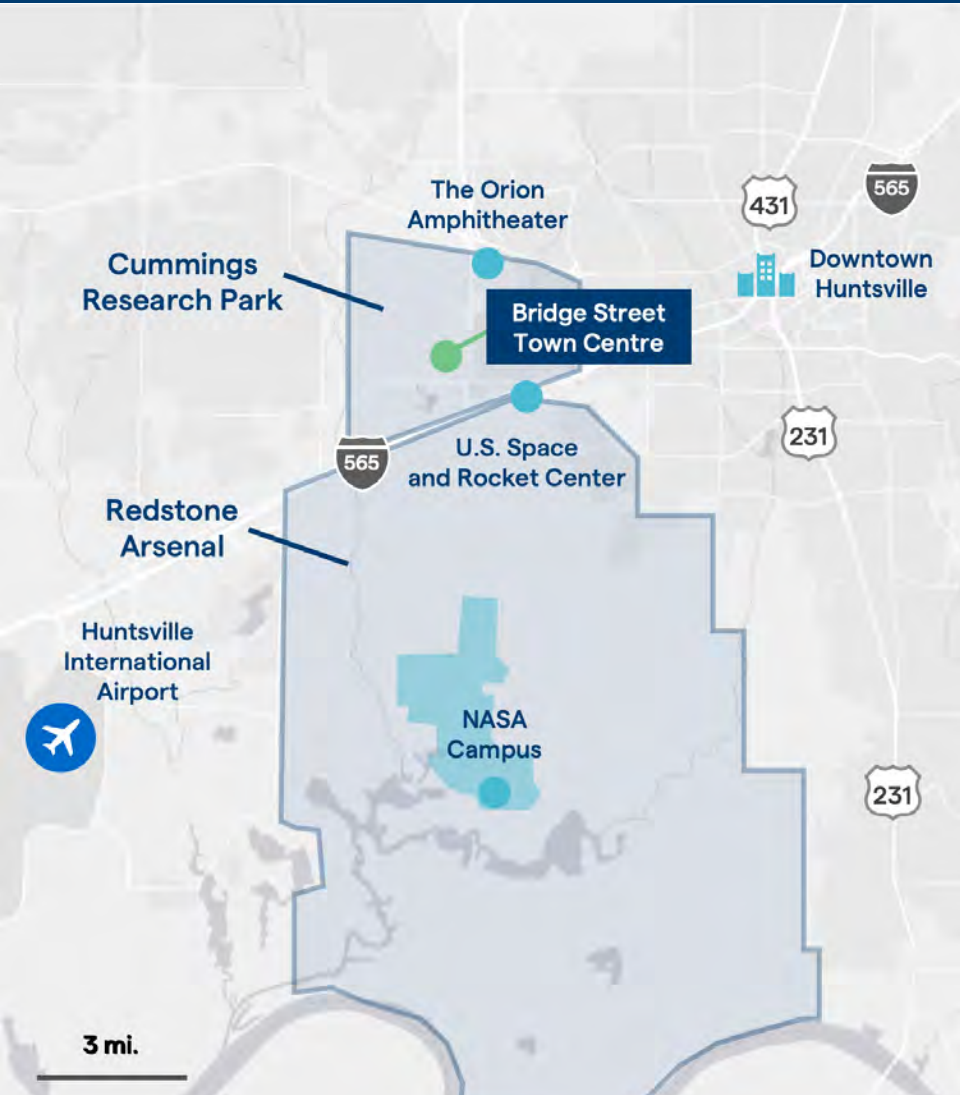 The Orion
Amphitheater
431
565
Cummings
Research Park
Downtown
Huntsville
Bridge Street
Town Centre
231
565
U.S. Space
and Rocket Center
Redstone
Arsenal
Huntsville
International
Airport
NASA
Campus
231
3 mi.